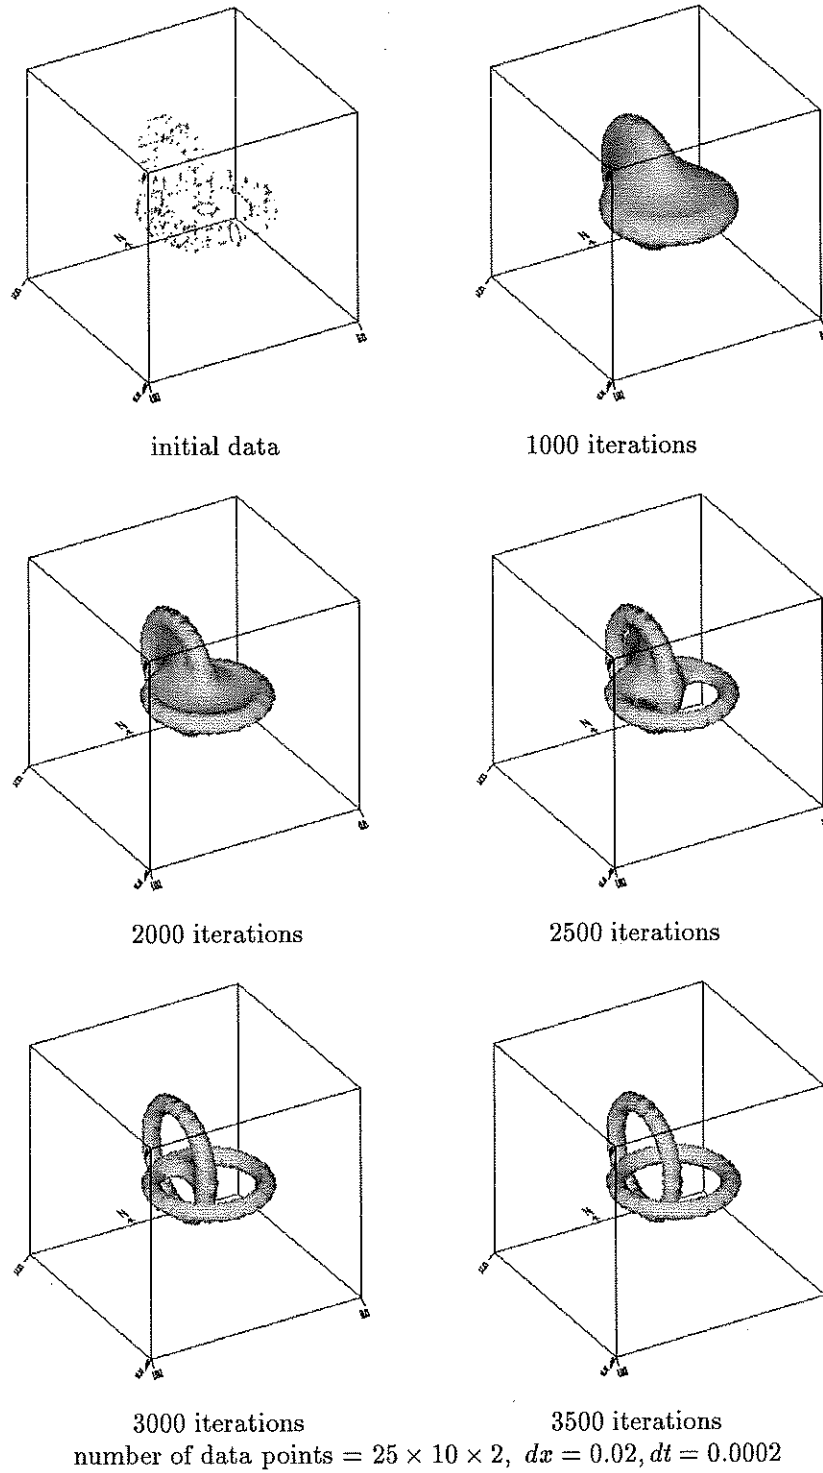 initial data
1000 iterations
2000 iterations
2500 iterations
3000 iterations
3500 iterations
number of data points = 25 × 10 × 2, dx = 0.02, dt = 0.0002